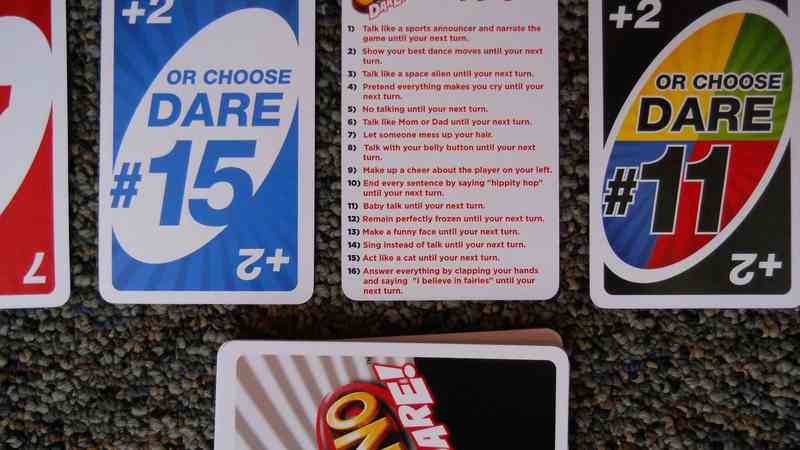 7
7
+2
OR CHOOSE
DARE
#15
+2
DARE!
1) Talk like a sports announcer and narrate the
game until your next turn.
2) Show your best dance moves until your next
turn.
3) Talk like a space alien until your next turn.
4) Pretend everything makes you cry until your
next turn.
5) No talking until your next turn.
6) Talk like Mom or Dad until your next turn.
7) Let someone mess up your hair.
8) Talk with your belly button until your next
turn.
9) Make up a cheer about the player on your left.
10) End every sentence by saying "hippity hop"
until your next turn.
11) Baby talk until your next turn.
12) Remain perfectly frozen until your next turn.
13) Make a funny face until your next turn.
14) Sing instead of talk until your next turn.
15) Act like a cat until your next turn.
16) Answer everything by clapping your hands
and saying "I believe in fairies" until your
next turn.
+2
OR CHOOSE
DARE
#11
+2
UNO
ARE!
™